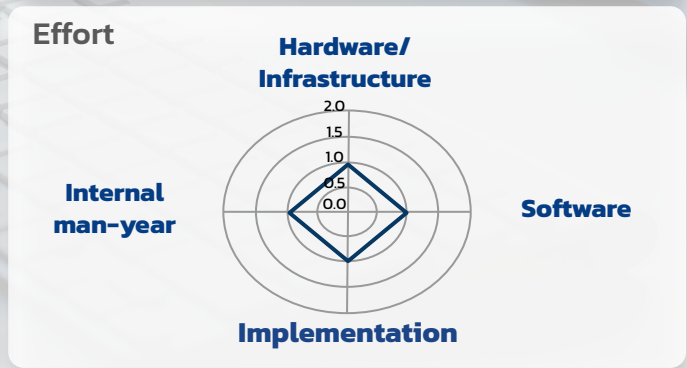 Effort
Hardware/
Infrastructure
2.0
1.5
1.0
0.5
0.0
Internal
man-year
Software
Implementation